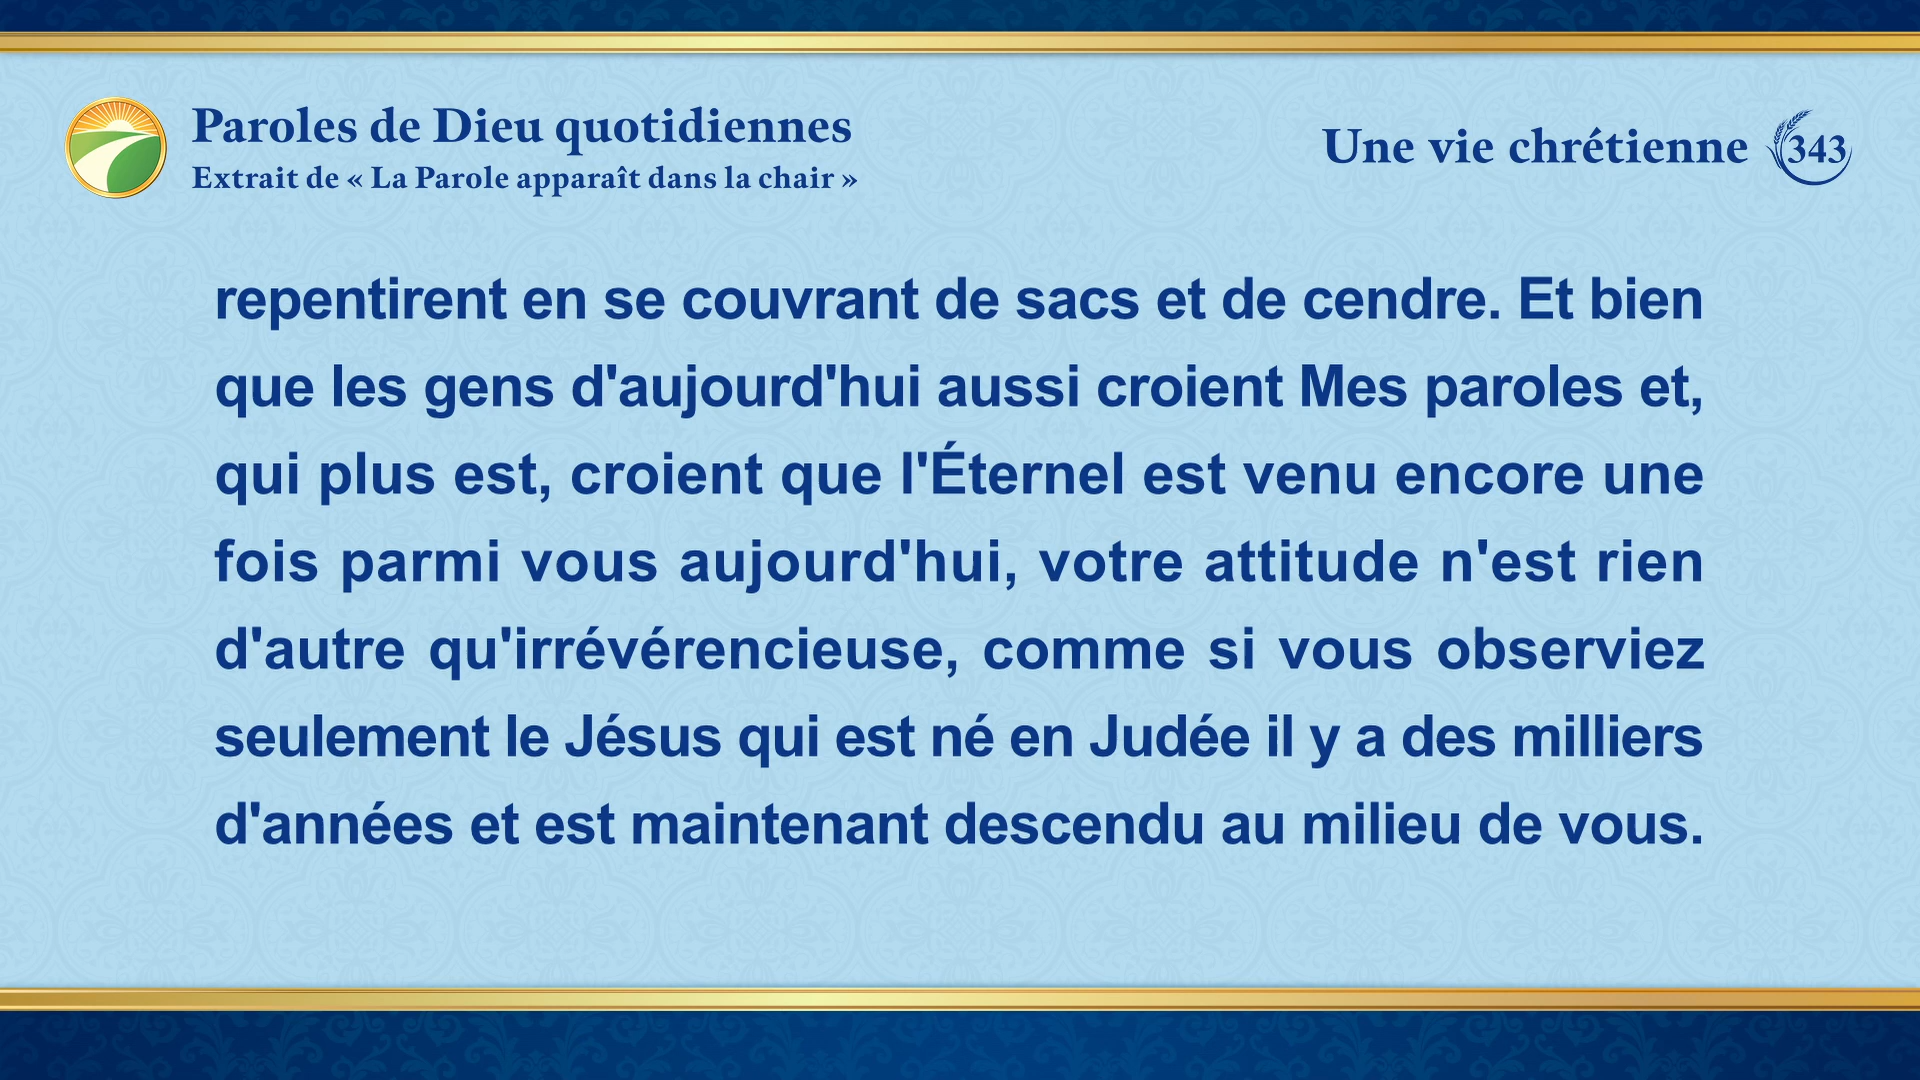 Paroles de Dieu quotidiennes
Extrait de « La Parole apparaît dans la chair »
Une vie chrétienne 343
repentirent en se couvrant de sacs et de cendre. Et bien
que les gens d'aujourd'hui aussi croient Mes paroles et,
qui plus est, croient que l'Éternel est venu encore une
fois parmi vous aujourd'hui, votre attitude n'est rien
d'autre qu'irrévérencieuse, comme si vous observiez
seulement le Jésus qui est né en Judée il y a des milliers
d'années et est maintenant descendu au milieu de vous.